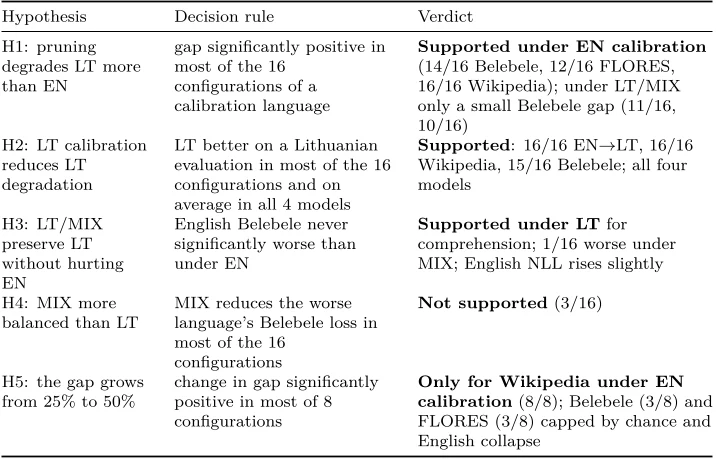 Hypothesis Decision rule Verdict
H1: pruning gap significantly positive in Supported under EN calibration
degrades LT more most of the 16 (14/16 Belebele, 12/16 FLORES,
than EN configurations of a 16/16 Wikipedia); under LT/MIX
calibration language only a small Belebele gap (11/16,
10/16)
H2: LT calibration LT better on a Lithuanian Supported: 16/16 EN→LT, 16/16
reduces LT evaluation in most of the 16 Wikipedia, 15/16 Belebele; all four
degradation configurations and on models
average in all 4 models
H3: LT/MIX English Belebele never Supported under LT for
preserve LT significantly worse than comprehension; 1/16 worse under
without hurting under EN MIX; English NLL rises slightly
EN
H4: MIX more MIX reduces the worse Not supported (3/16)
balanced than LT language's Belebele loss in
most of the 16
configurations
H5: the gap grows change in gap significantly Only for Wikipedia under EN
from 25% to 50% positive in most of 8 calibration (8/8); Belebele (3/8) and
configurations FLORES (3/8) capped by chance and
English collapse